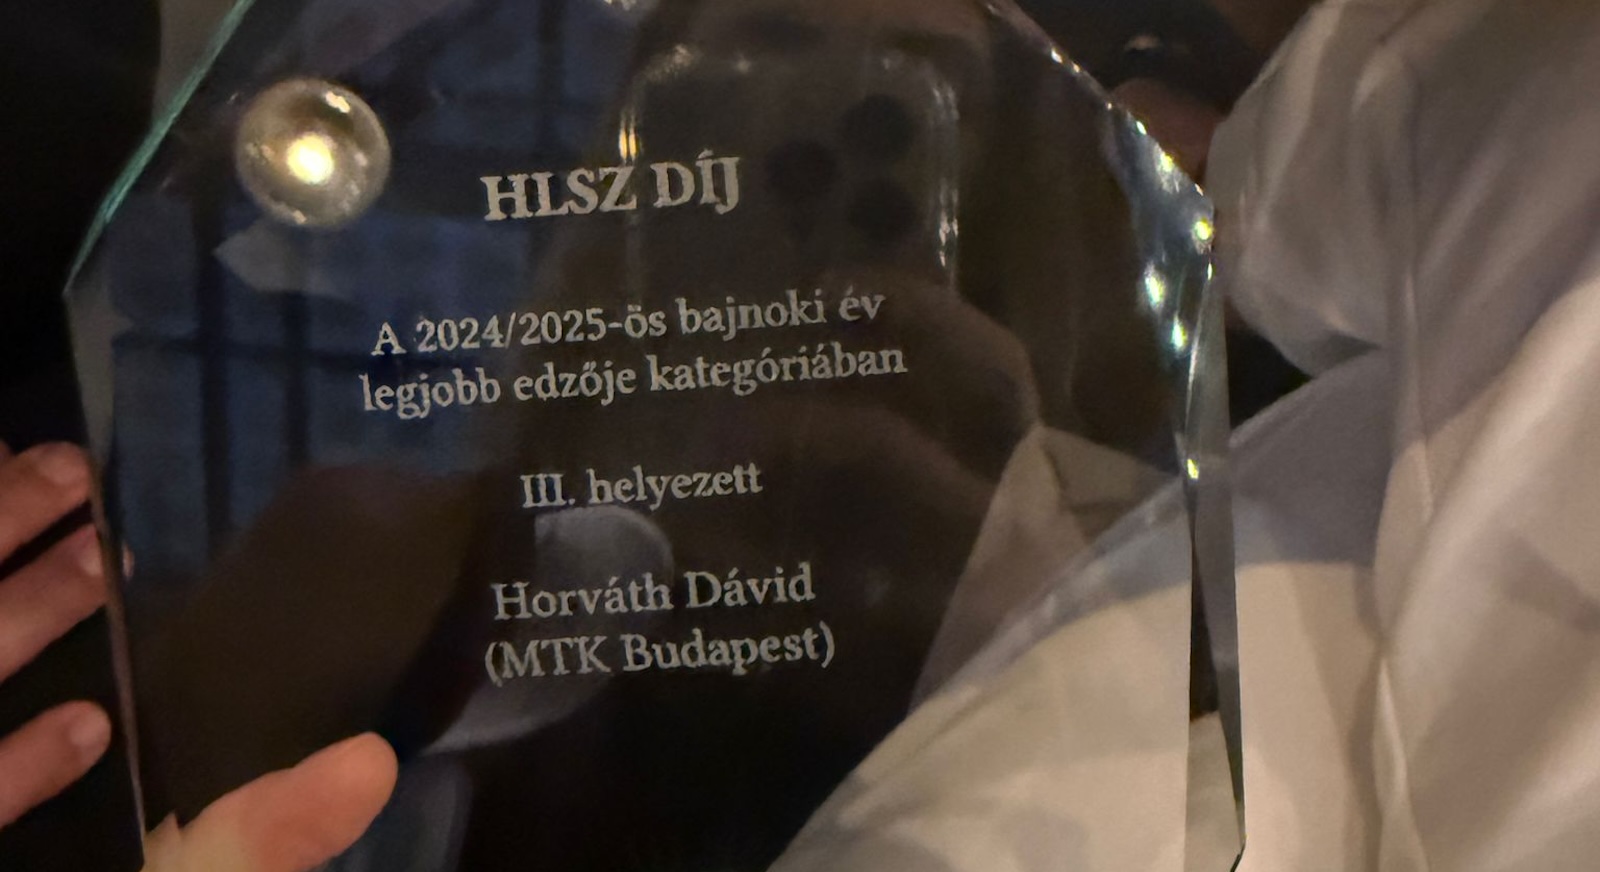 HLSZ DÍJ
A 2024/2025-ös bajnoki év
legjobb edzője kategóriában
III. helyezett
Horváth Dávid
(MTK Budapest)